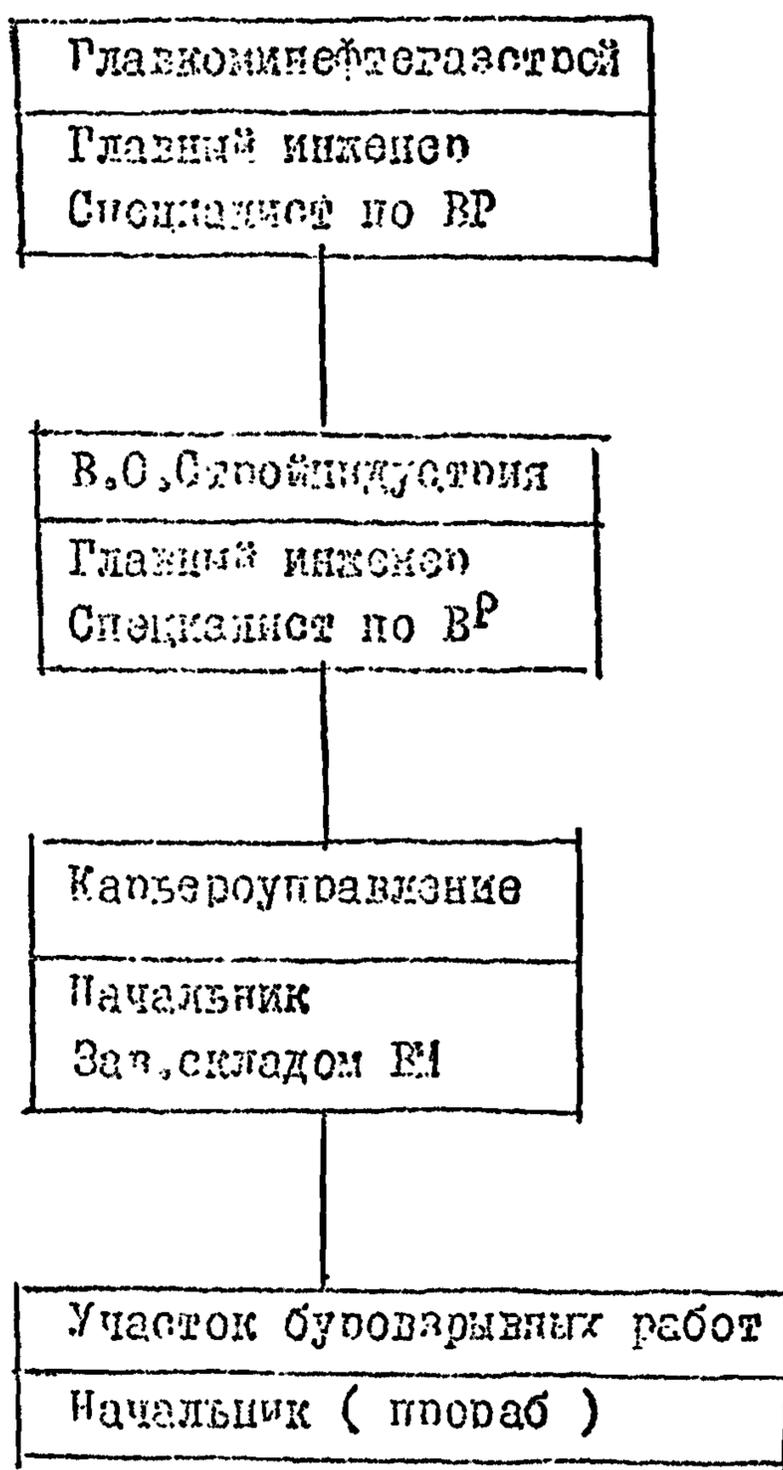 Главкоминефтегазстрой
Главный инженер
Специалист по ВР
В.О.Стройиндустрия
Главный инженер
Специалист по ВР
Карьероуправление
Начальник
Зав.складом ВМ
Участок буровзрывных работ
Начальник ( прораб )